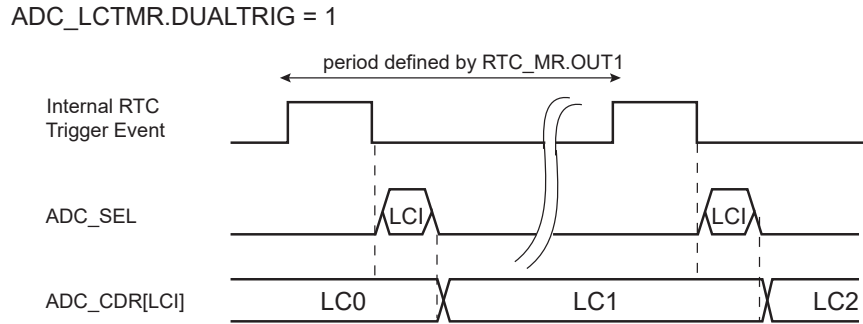 ADC_LCTMR.DUALTRIG = 1
period defined by RTC_MR.OUT1
Internal RTC
Trigger Event
ADC_SEL
LCI
LCI
ADC_CDR[LCI]
LC0
LC1
LC2